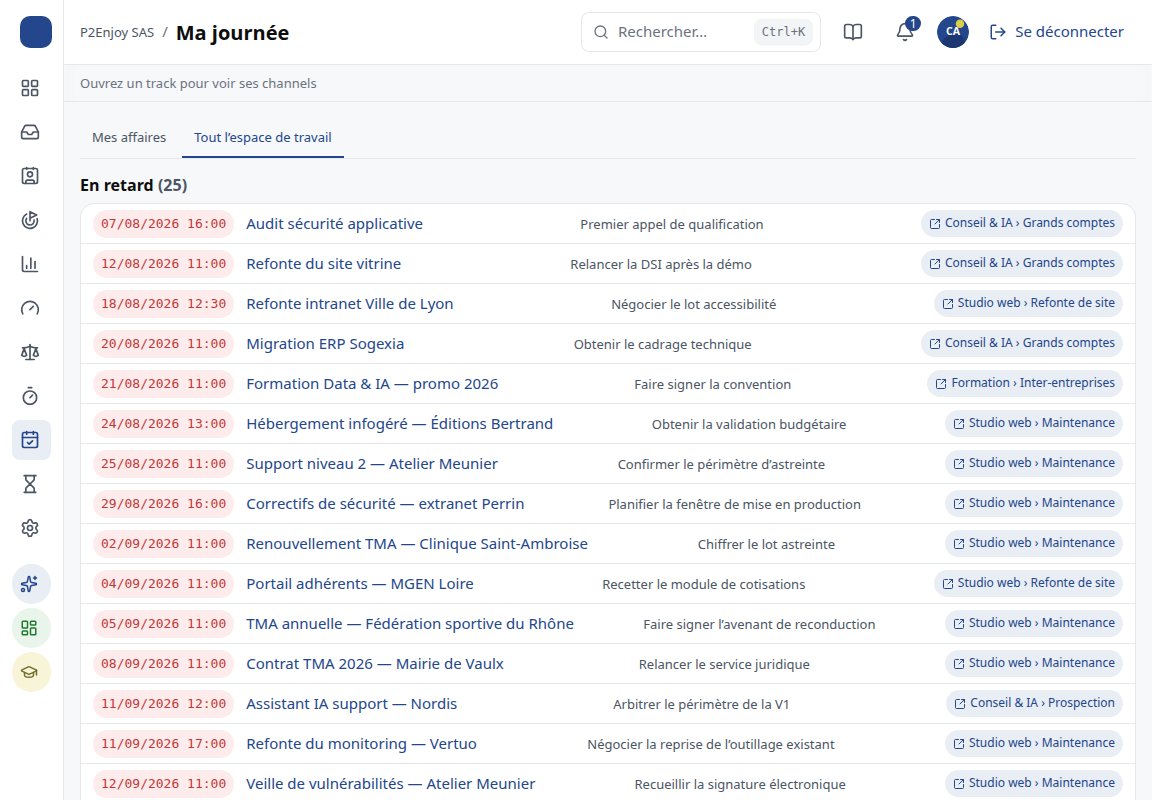 P2Enjoy SAS / Ma journée
Rechercher... Ctrl+K
1
CA
Se déconnecter
Ouvrez un track pour voir ses channels
Mes affaires Tout l'espace de travail
En retard (25)
07/08/2026 16:00 Audit sécurité applicative Premier appel de qualification Conseil & IA › Grands comptes
12/08/2026 11:00 Refonte du site vitrine Relancer la DSI après la démo Conseil & IA › Grands comptes
18/08/2026 12:30 Refonte intranet Ville de Lyon Négocier le lot accessibilité Studio web › Refonte de site
20/08/2026 11:00 Migration ERP Sogexia Obtenir le cadrage technique Conseil & IA › Grands comptes
21/08/2026 11:00 Formation Data & IA — promo 2026 Faire signer la convention Formation › Inter-entreprises
24/08/2026 13:00 Hébergement infogéré — Éditions Bertrand Obtenir la validation budgétaire Studio web › Maintenance
25/08/2026 11:00 Support niveau 2 — Atelier Meunier Confirmer le périmètre d'astreinte Studio web › Maintenance
29/08/2026 16:00 Correctifs de sécurité — extranet Perrin Planifier la fenêtre de mise en production Studio web › Maintenance
02/09/2026 11:00 Renouvellement TMA — Clinique Saint-Ambroise Chiffrer le lot astreinte Studio web › Maintenance
04/09/2026 11:00 Portail adhérents — MGEN Loire Recetter le module de cotisations Studio web › Refonte de site
05/09/2026 11:00 TMA annuelle — Fédération sportive du Rhône Faire signer l'avenant de reconduction Studio web › Maintenance
08/09/2026 11:00 Contrat TMA 2026 — Mairie de Vaulx Relancer le service juridique Studio web › Maintenance
11/09/2026 12:00 Assistant IA support — Nordis Arbitrer le périmètre de la V1 Conseil & IA › Prospection
11/09/2026 17:00 Refonte du monitoring — Vertuo Négocier la reprise de l'outillage existant Studio web › Maintenance
12/09/2026 11:00 Veille de vulnérabilités — Atelier Meunier Recueillir la signature électronique Studio web › Maintenance